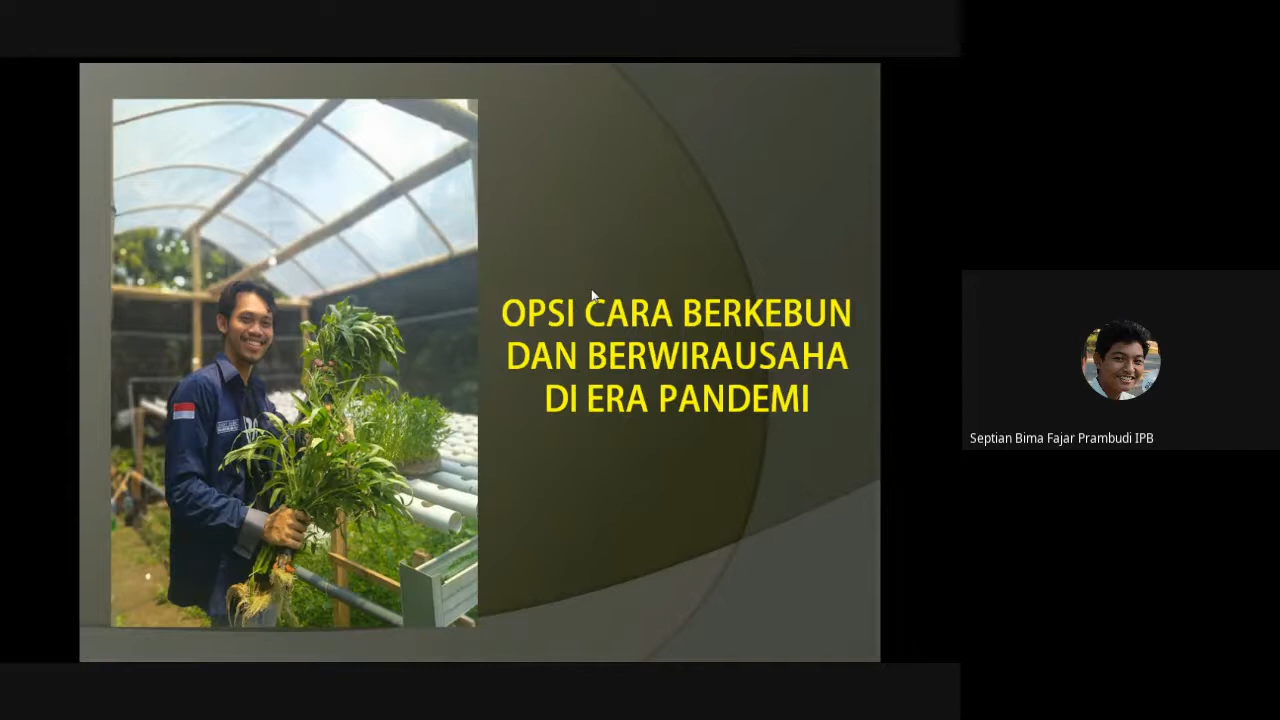 OPSI CARA BERKEBUN
DAN BERWIRAUSAHA
DI ERA PANDEMI
Septian Bima Fajar Prambudi IPB